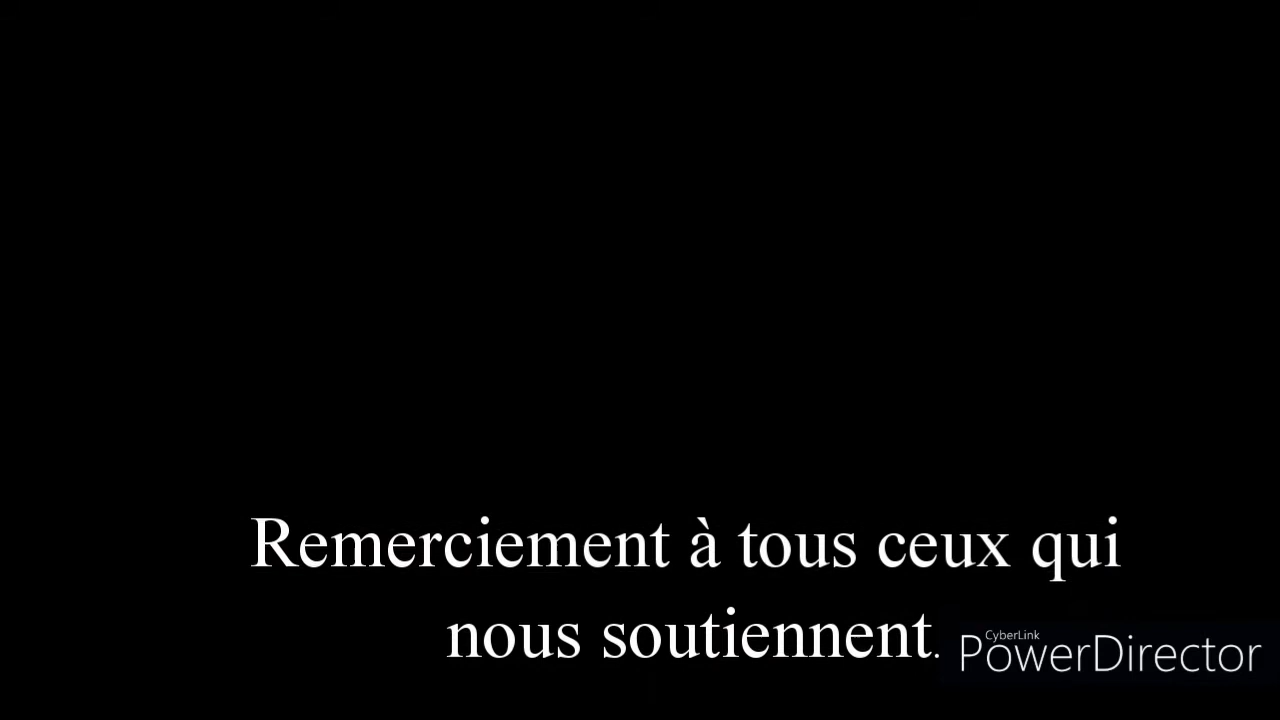 Remerciement à tous ceux qui
nous soutiennent.
CyberLink
PowerDirector